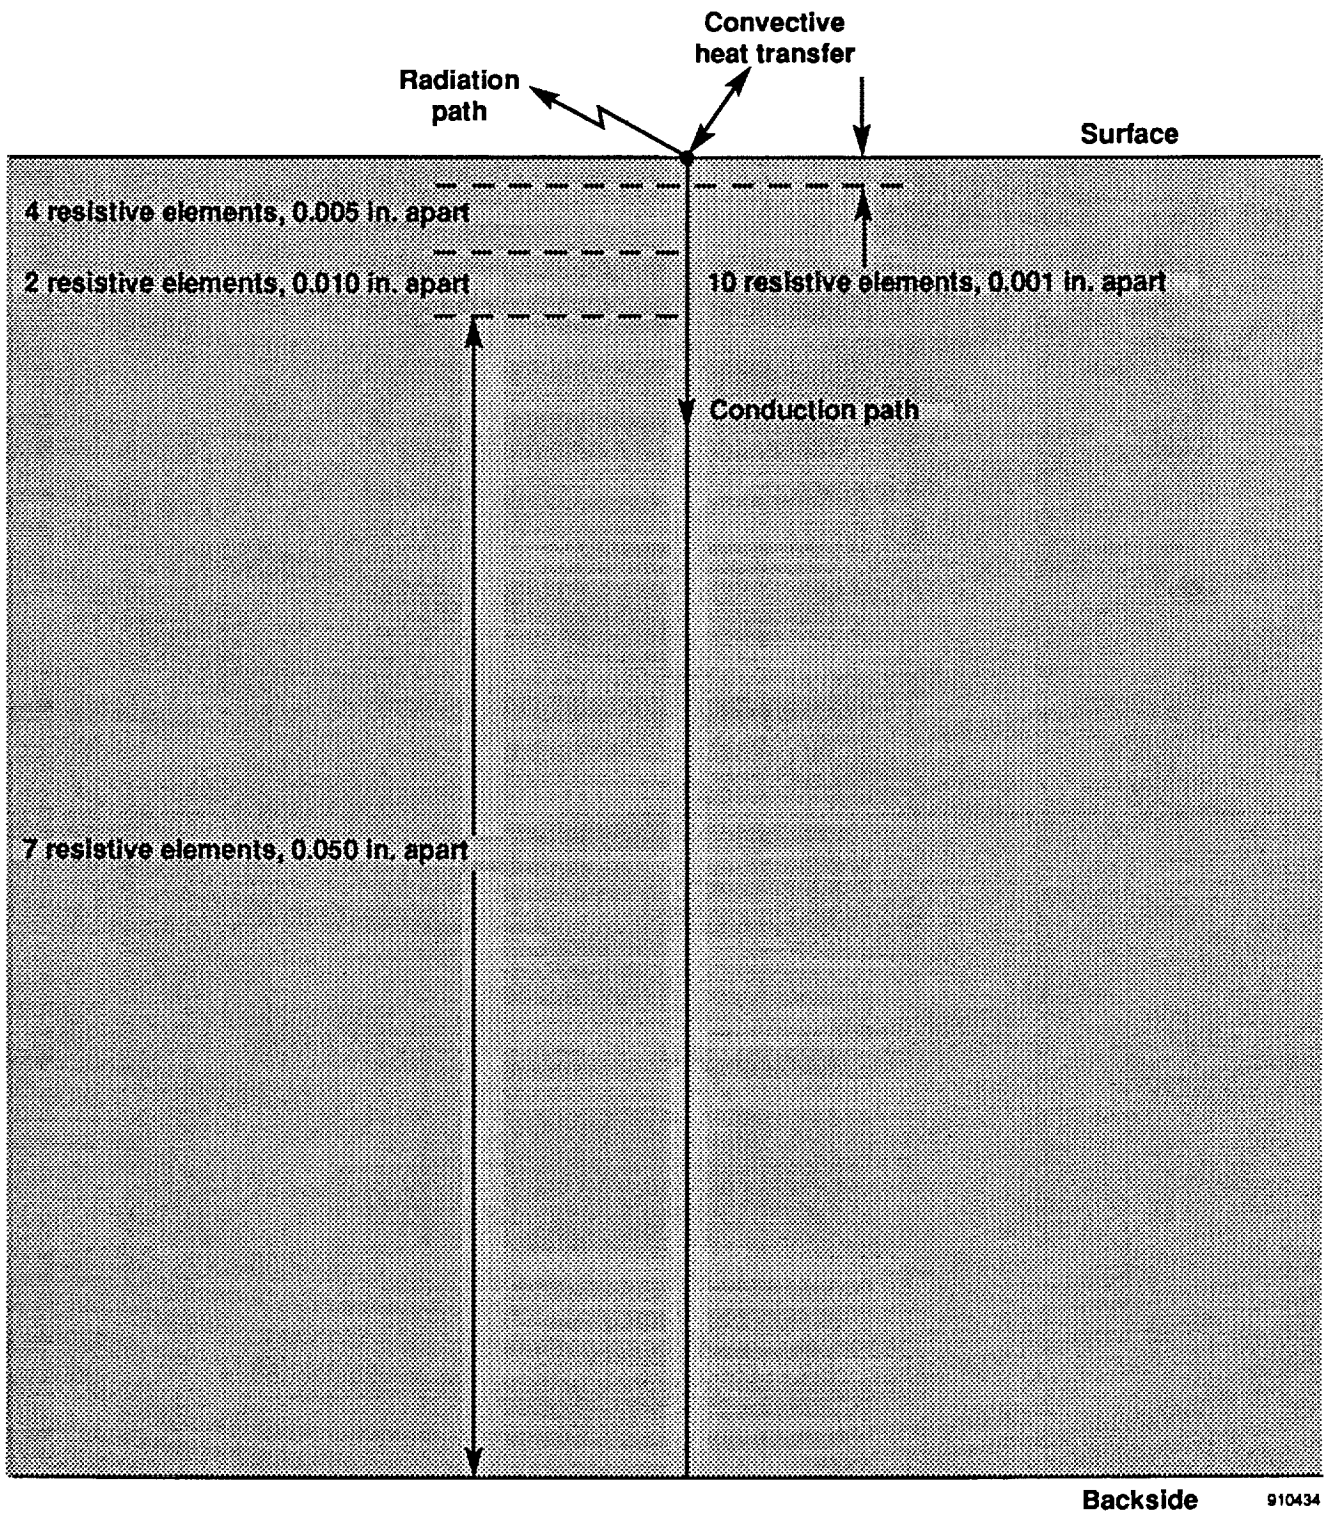 Convective
heat transfer
Radiation
path
Surface
4 resistive elements, 0.005 in. apart
2 resistive elements, 0.010 in. apart
10 resistive elements, 0.001 in. apart
Conduction path
7 resistive elements, 0.050 in. apart
Backside
910434